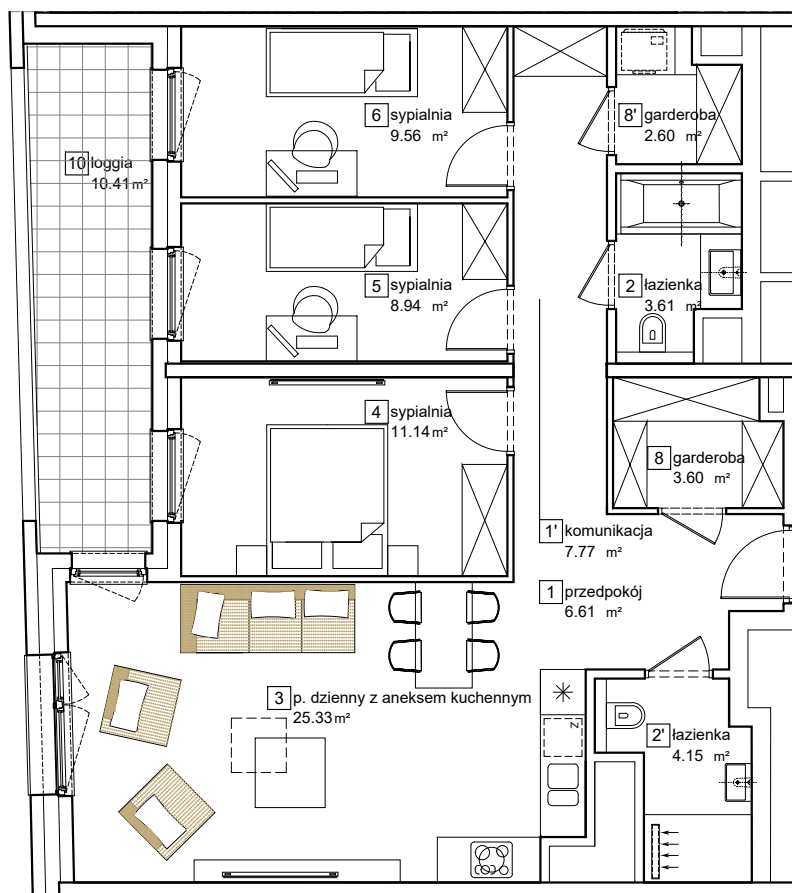 6 sypialnia
9.56 m²
8' garderoba
2.60 m²
10 loggia
10.41 m²
5 sypialnia
8.94 m²
2 łazienka
3.61 m²
4 sypialnia
11.14 m²
8 garderoba
3.60 m²
1' komunikacja
7.77 m²
1 przedpokój
6.61 m²
3 p. dzienny z aneksem kuchennym
25.33 m²
Z
2' łazienka
4.15 m²